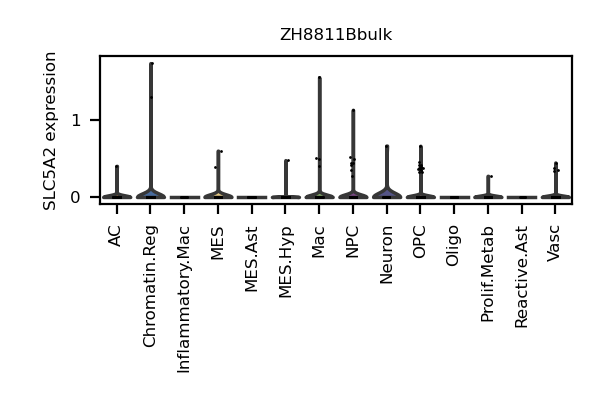 ZH8811Bbulk
SLC5A2 expression
1
0
AC
Chromatin.Reg
Inflammatory.Mac
MES
MES.Ast
MES.Hyp
Mac
NPC
Neuron
OPC
Oligo
Prolif.Metab
Reactive.Ast
Vasc